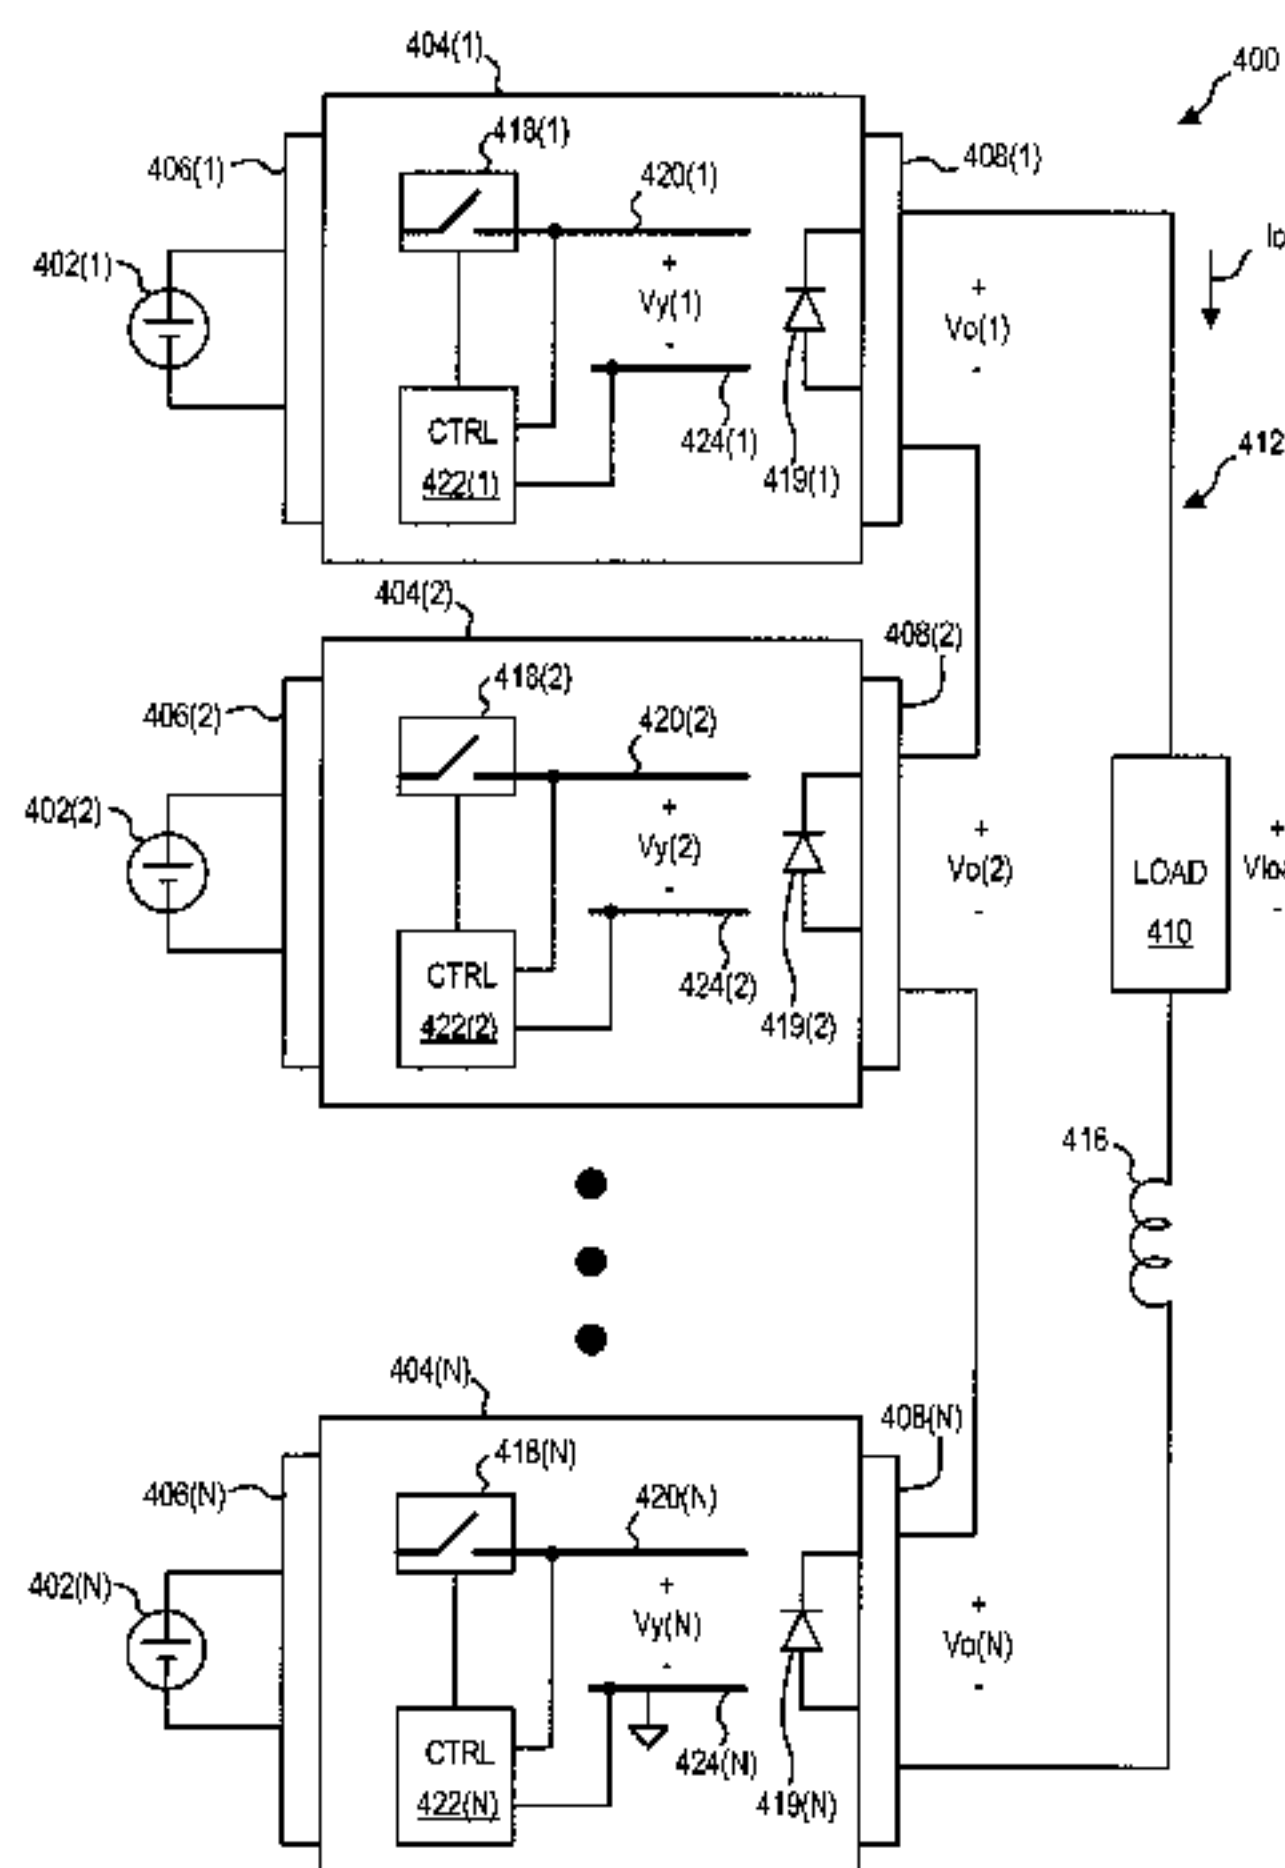 404(1)
400
418(1)
406(1)
408(1)
420(1)
402(1)
+
Vy(1)
-
+
Vo(1)
-
Io
CTRL
422(1)
424(1)
419(1)
412
404(2)
408(2)
418(2)
406(2)
420(2)
402(2)
+
Vy(2)
-
+
Vo(2)
-
LOAD
410
+
Vloa
-
CTRL
422(2)
424(2)
419(2)
416
404(N)
408(N)
418(N)
406(N)
420(N)
402(N)
+
Vy(N)
-
+
Vo(N)
-
CTRL
422(N)
424(N)
419(N)